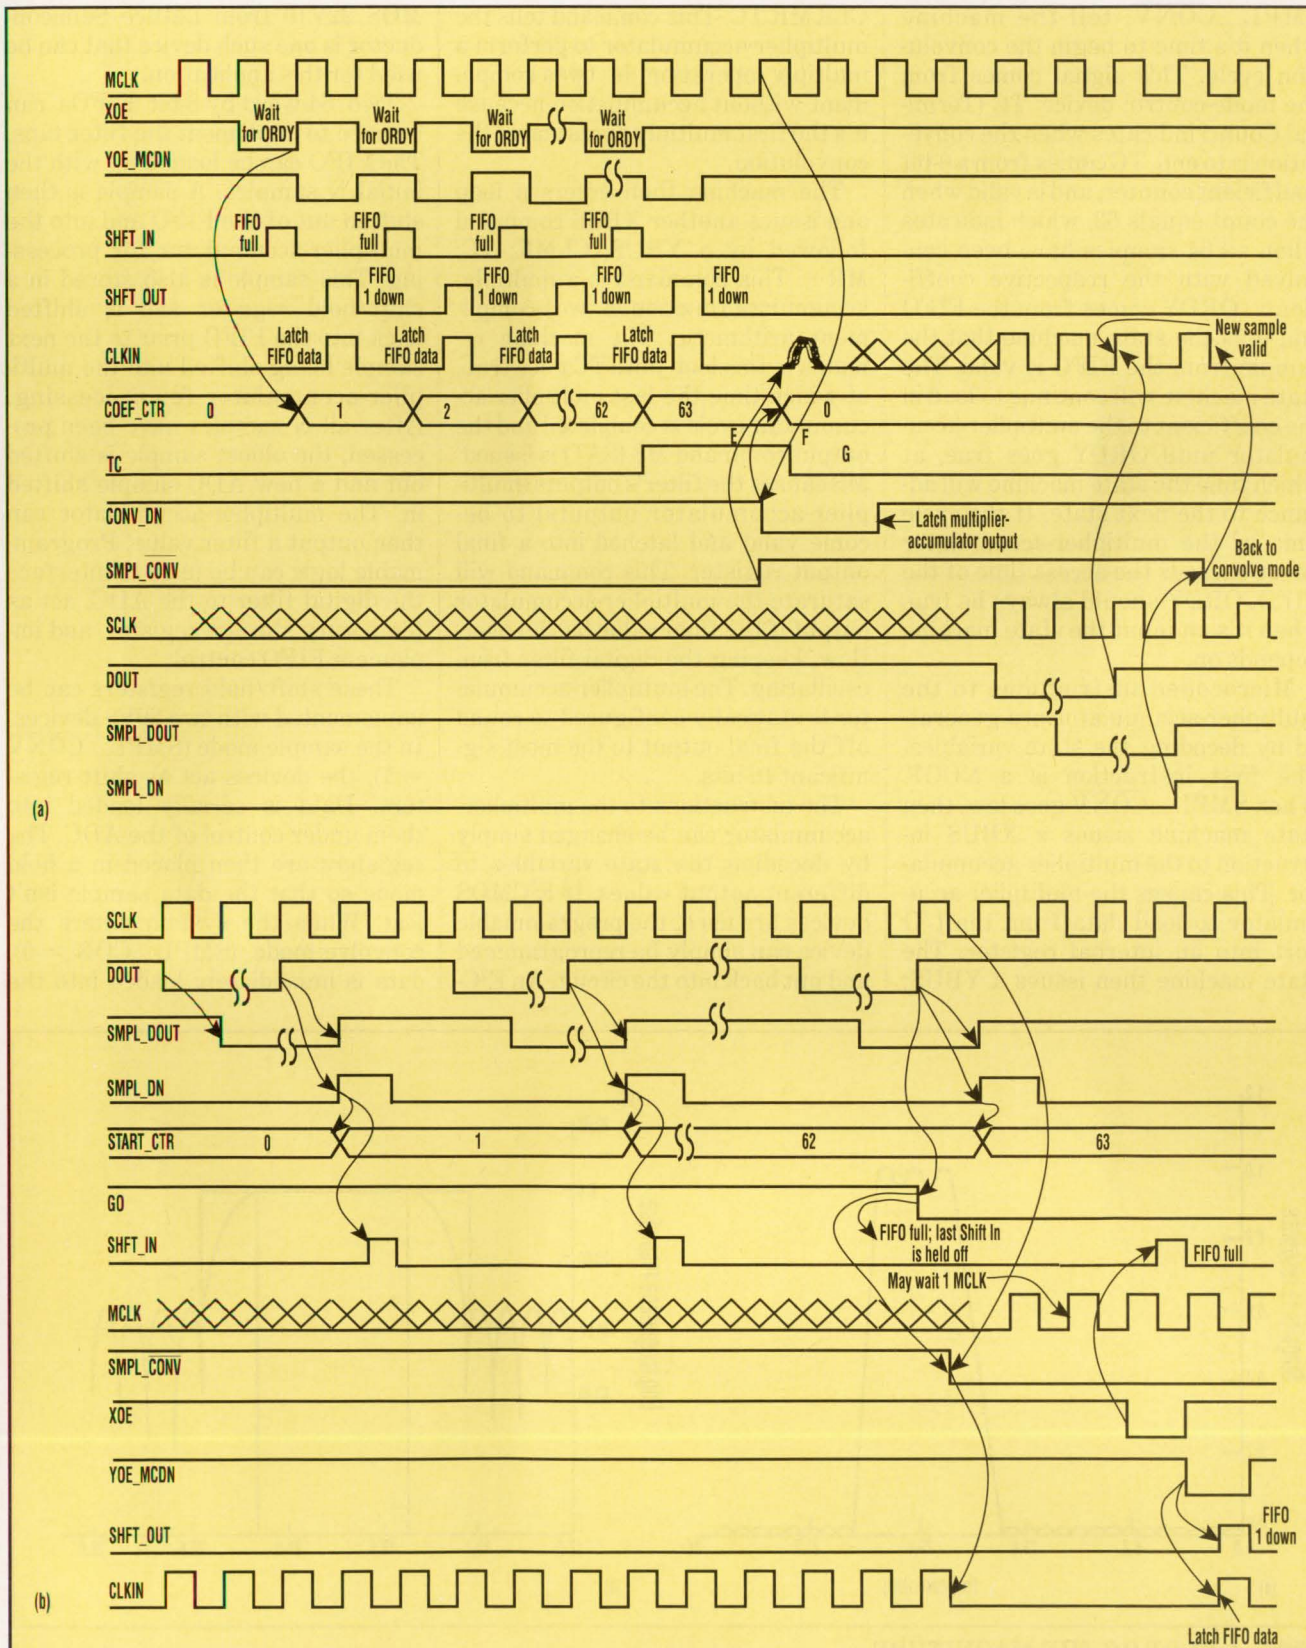 MCLK
XOE
Wait for ORDY
Wait for ORDY
Wait for ORDY
Wait for ORDY
YOE_MCDN
SHFT_IN
FIFO full
FIFO full
FIFO full
FIFO full
SHFT_OUT
FIFO 1 down
FIFO 1 down
FIFO 1 down
FIFO 1 down
CLKIN
Latch FIFO data
Latch FIFO data
Latch FIFO data
Latch FIFO data
New sample valid
COEF_CTR
0
1
2
62
63
0
E
F
G
TC
CONV_DN
Latch multiplier-
accumulator output
SMPL_CONV
Back to
convolve mode
SCLK
DOUT
SMPL_DOUT
SMPL_DN
(a)
SCLK
DOUT
SMPL_DOUT
SMPL_DN
START_CTR
0
1
62
63
GO
FIFO full; last Shift In
is held off
SHFT_IN
FIFO full
May wait 1 MCLK
MCLK
SMPL_CONV
XOE
YOE_MCDN
SHFT_OUT
FIFO
1 down
(b)
CLKIN
Latch FIFO data